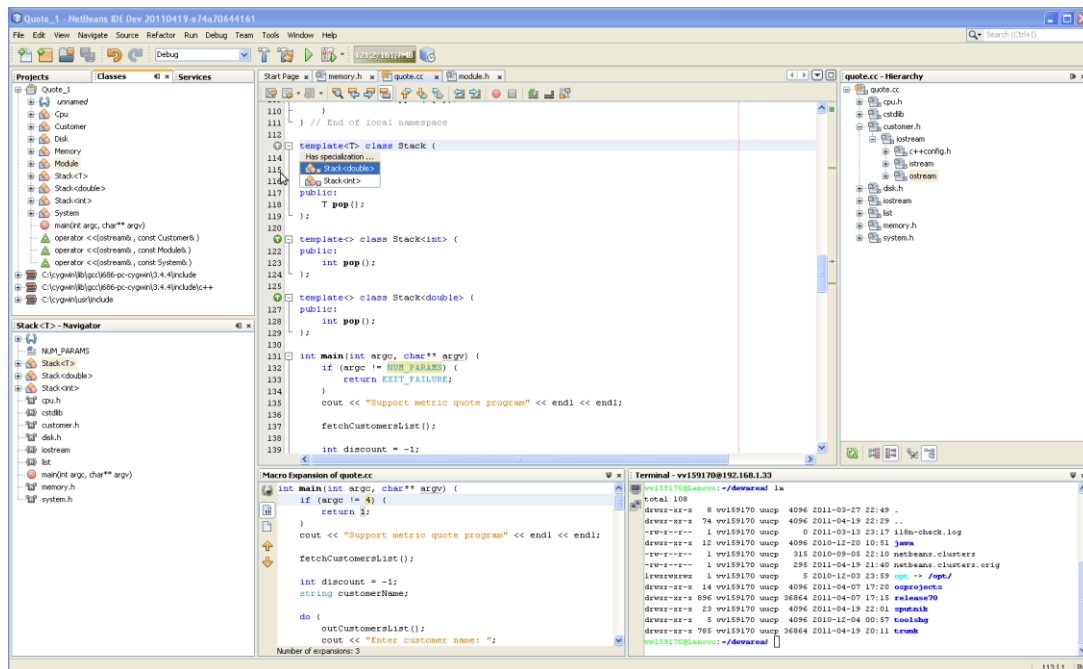 Quote_1 - NetBeans IDE Dev 20110419-e74a70644161
File Edit View Navigate Source Refactor Run Debug Team Tools Window Help
Search (Ctrl+I)
Debug
Projects Classes Services
Quote_1
unnamed
Cpu
Customer
Disk
Memory
Module
Stack<T>
Stack<double>
Stack<int>
System
main(int argc, char** argv)
operator <<(ostream& , const Customer& )
operator <<(ostream& , const Module& )
operator <<(ostream& , const System& )
C:\cygwin\lib\gcc\i686-pc-cygwin\3.4.4\include
C:\cygwin\lib\gcc\i686-pc-cygwin\3.4.4\include\c++
C:\cygwin\usr\include
Stack<T> - Navigator
NUM_PARAMS
Stack<T>
Stack<double>
Stack<int>
cpu.h
cstdlib
customer.h
disk.h
iostream
list
main(int argc, char** argv)
memory.h
module.h
system.h
Start Page memory.h quote.cc module.h
110 }
111 } // End of local namespace
112
template<T> class Stack {
114 Has specialization ...
115 Stack<double>
116 Stack<int>
117 public:
118 T pop();
119 };
120
template<> class Stack<int> {
122 public:
123 int pop();
124 };
125
template<> class Stack<double> {
127 public:
128 int pop();
129 };
130
131 int main(int argc, char** argv) {
132 if (argc != NUM_PARAMS) {
133 return EXIT_FAILURE;
134 }
135 cout << "Support metric quote program" << endl << endl;
136
137 fetchCustomersList();
138
139 int discount = -1;
quote.cc - Hierarchy
quote.cc
cpu.h
cstdlib
customer.h
iostream
c++config.h
istream
ostream
disk.h
iostream
list
memory.h
system.h
Macro Expansion of quote.cc
int main(int argc, char** argv) {
if (argc != 4) {
return 1;
}
cout << "Support metric quote program" << endl << endl;
fetchCustomersList();
int discount = -1;
string customerName;
do {
outCustomersList();
cout << "Enter customer name: ";
Number of expansions: 3
Terminal - vv159170@192.168.1.33
vv159170@Lenovo:~/devarea$ la
total 108
drwxr-xr-x 8 vv159170 uucp 4096 2011-03-27 22:49 .
drwxr-xr-x 74 vv159170 uucp 4096 2011-04-19 22:29 ..
-rw-r--r-- 1 vv159170 uucp 0 2011-03-13 23:17 i18n-check.log
drwxr-xr-x 12 vv159170 uucp 4096 2010-12-20 10:51 java
-rw-r--r-- 1 vv159170 uucp 315 2010-09-05 22:10 netbeans.clusters
-rw-r--r-- 1 vv159170 uucp 295 2011-04-19 21:40 netbeans.clusters.orig
lrwxrwxrwx 1 vv159170 uucp 5 2010-12-03 23:59 opt -> /opt/
drwxr-xr-x 14 vv159170 uucp 4096 2011-04-07 17:20 osprojects
drwxr-xr-x 896 vv159170 uucp 36864 2011-04-07 17:15 release70
drwxr-xr-x 23 vv159170 uucp 4096 2011-04-19 22:01 sputnik
drwxr-xr-x 5 vv159170 uucp 4096 2010-12-04 00:57 toolshg
drwxr-xr-x 785 vv159170 uucp 36864 2011-04-19 20:11 trunk
vv159170@Lenovo:~/devarea$